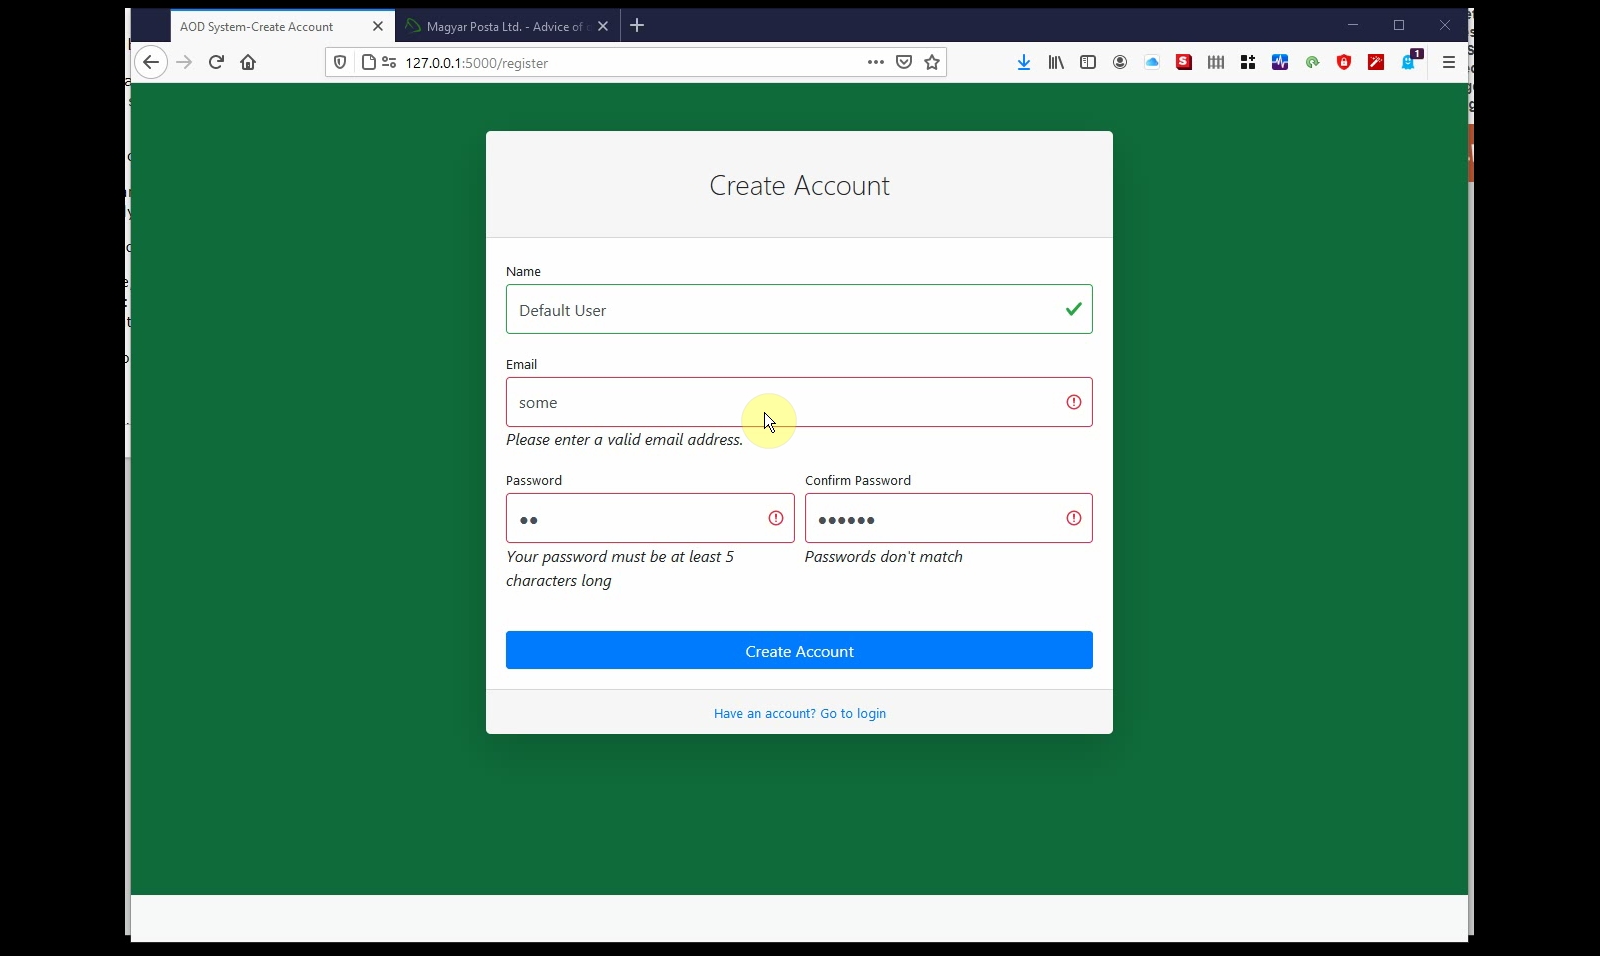 AOD System-Create Account
Magyar Posta Ltd. - Advice of
127.0.0.1:5000/register
1
Create Account
Name
Default User
Email
some
Please enter a valid email address.
Password
Confirm Password
Your password must be at least 5
characters long
Passwords don't match
Create Account
Have an account? Go to login